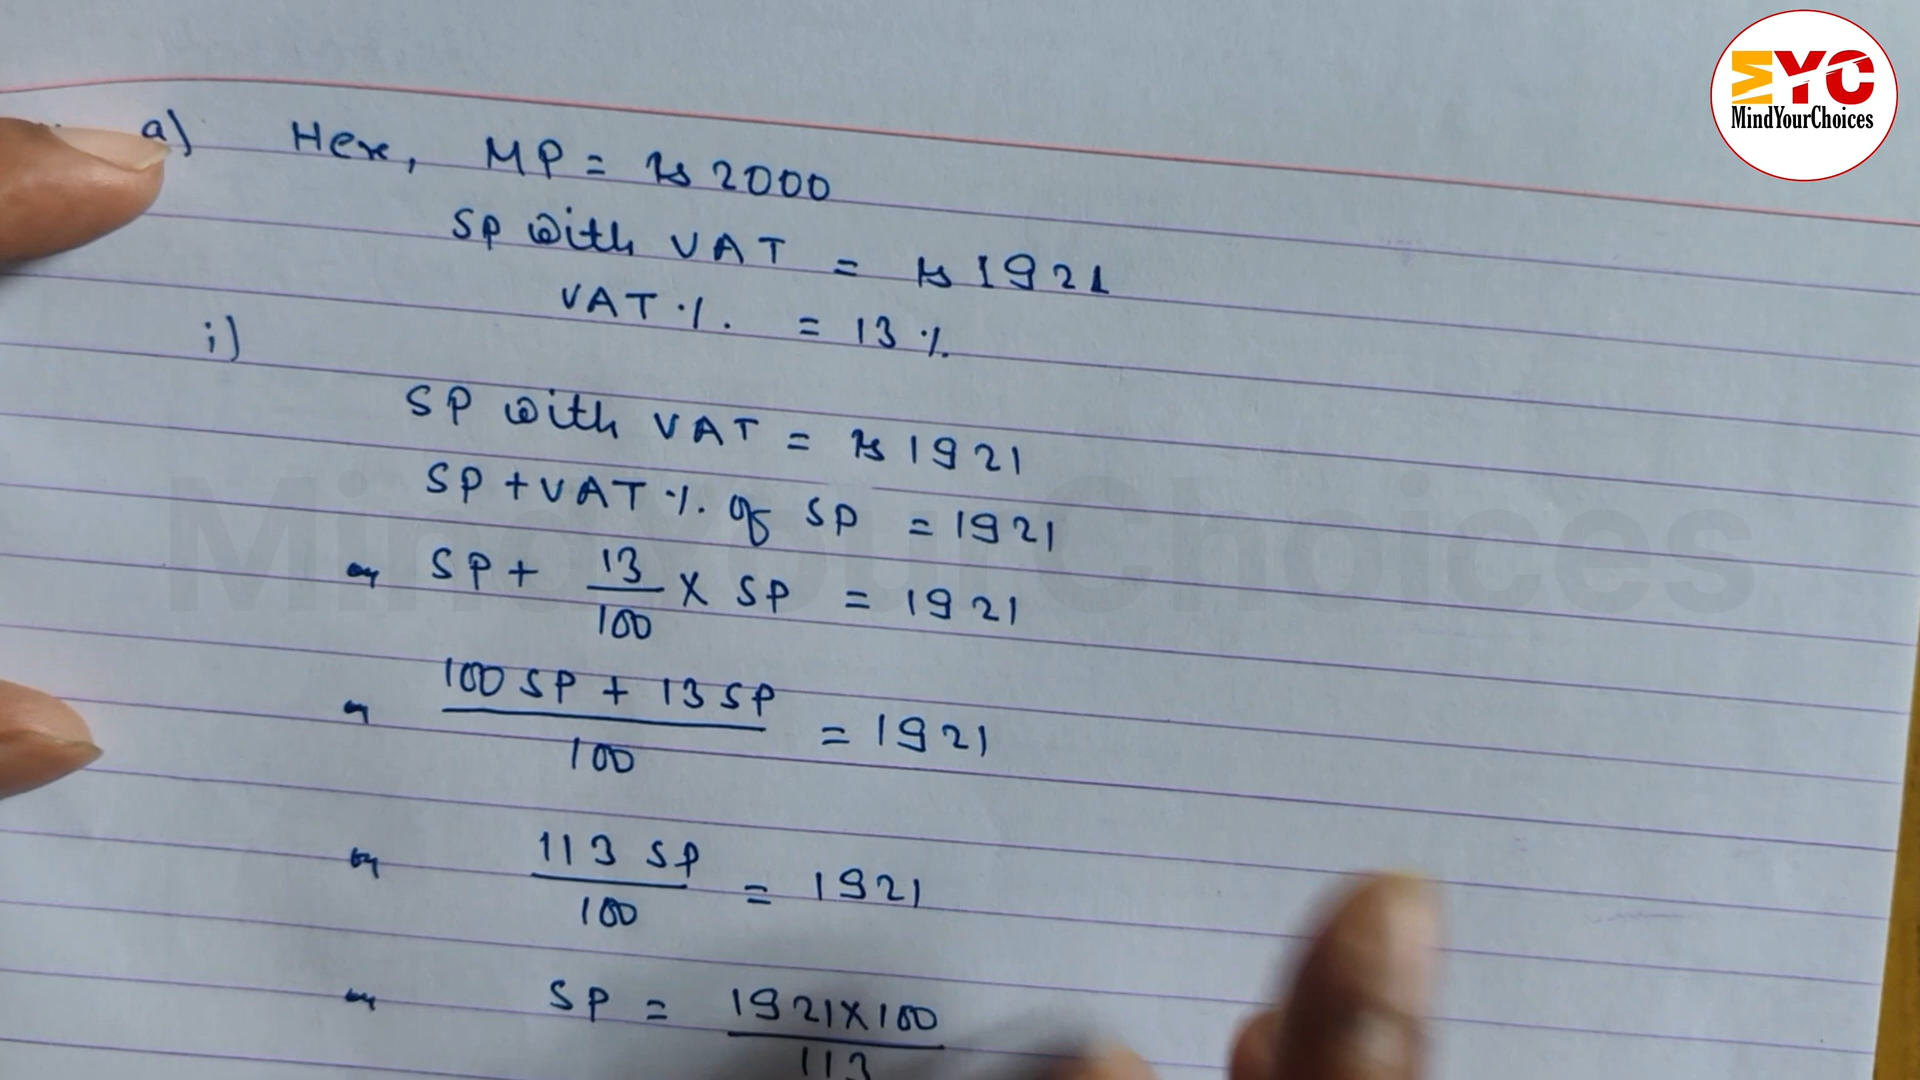 MYC
MindYourChoices
a) Here, MP = Rs 2000
SP with VAT = Rs 1921
VAT % = 13 %
i)
SP with VAT = Rs 1921
SP + VAT % of SP = 1921
or SP + 13/100 × SP = 1921
or 100 SP + 13 SP / 100 = 1921
or 113 SP / 100 = 1921
or SP = 1921×100 / 113
MindYourChoices